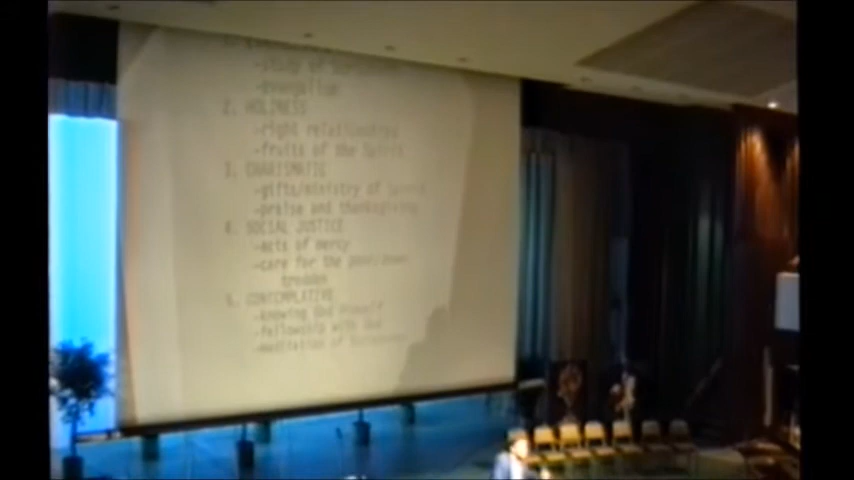 -study of
-evangelism
2. HOLINESS
-right relationships
-fruits of the Spirit
3. CHARISMATIC
-gifts/ministry of Spirit
-praise and thanksgiving
4. SOCIAL JUSTICE
-acts of mercy
-care for the poor/down
trodden
5. CONTEMPLATIVE
-knowing God Himself
-fellowship with God
-meditation of Scripture